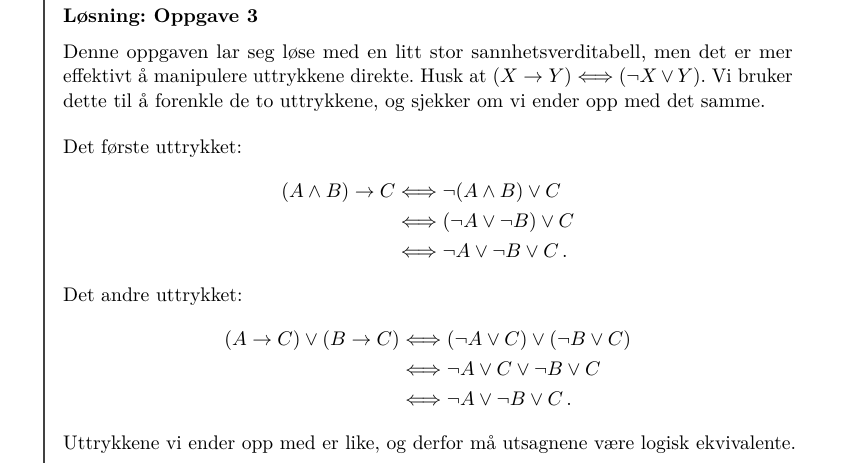 Løsning: Oppgave 3
Denne oppgaven lar seg løse med en litt stor sannhetsverditabell, men det er mer
effektivt å manipulere uttrykkene direkte. Husk at (X → Y) ⟺ (¬X ∨ Y). Vi bruker
dette til å forenkle de to uttrykkene, og sjekker om vi ender opp med det samme.
Det første uttrykket:
(A ∧ B) → C ⟺ ¬(A ∧ B) ∨ C
⟺ (¬A ∨ ¬B) ∨ C
⟺ ¬A ∨ ¬B ∨ C.
Det andre uttrykket:
(A → C) ∨ (B → C) ⟺ (¬A ∨ C) ∨ (¬B ∨ C)
⟺ ¬A ∨ C ∨ ¬B ∨ C
⟺ ¬A ∨ ¬B ∨ C.
Uttrykkene vi ender opp med er like, og derfor må utsagnene være logisk ekvivalente.